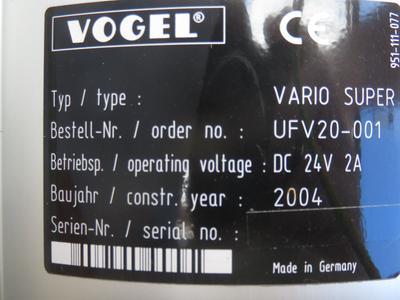 VOGEL® CE
951-111-077
Typ / type : VARIO SUPER
Bestell-Nr. / order no. : UFV20-001
Betriebsp. / operating voltage : DC 24V 2A
Baujahr / constr. year : 2004
Serien-Nr. / serial no. :
Made in Germany